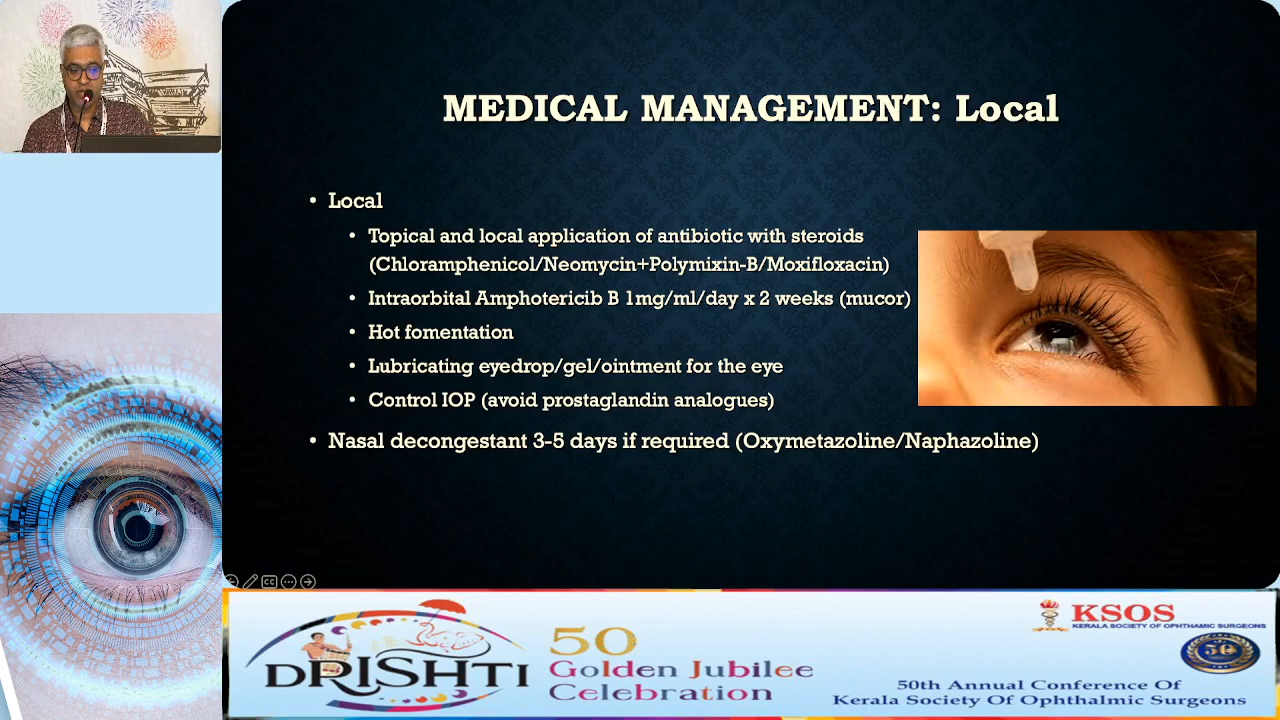 MEDICAL MANAGEMENT: Local
• Local
• Topical and local application of antibiotic with steroids
(Chloramphenicol/Neomycin+Polymixin-B/Moxifloxacin)
• Intraorbital Amphotericib B 1mg/ml/day x 2 weeks (mucor)
• Hot fomentation
• Lubricating eyedrop/gel/ointment for the eye
• Control IOP (avoid prostaglandin analogues)
• Nasal decongestant 3-5 days if required (Oxymetazoline/Naphazoline)
CC
DRISHTI
50
Golden Jubilee
Celebration
KSOS
KERALA SOCIETY OF OPHTHAMIC SURGEONS
50
50th Annual Conference Of
Kerala Society Of Ophthalmic Surgeons